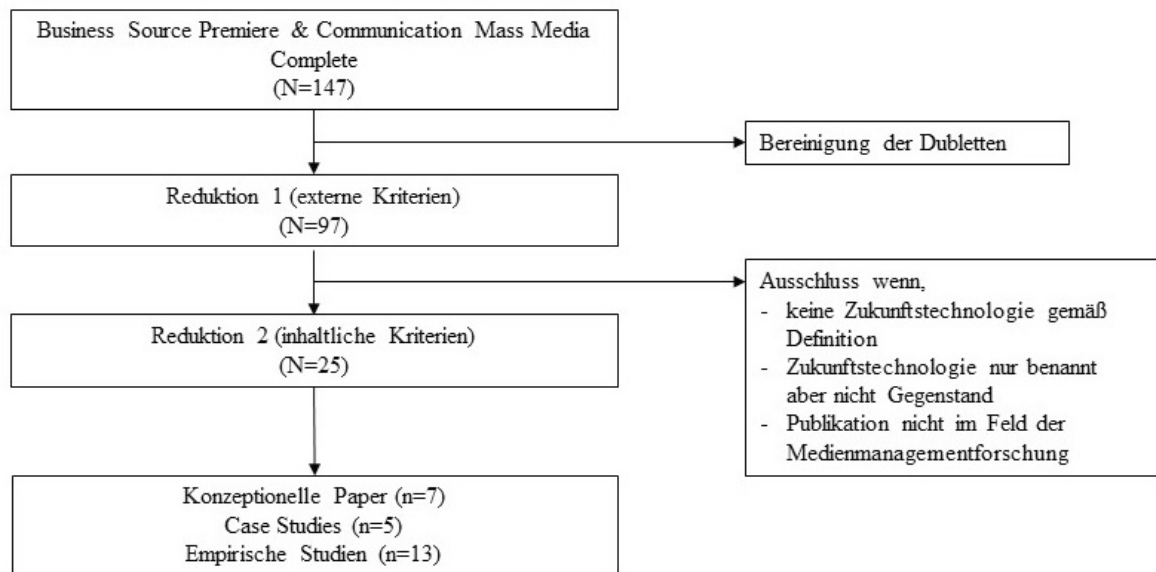 Business Source Premiere & Communication Mass Media
Complete
(N=147)
Bereinigung der Dubletten
Reduktion 1 (externe Kriterien)
(N=97)
Ausschluss wenn,
- keine Zukunftstechnologie gemäß
Definition
- Zukunftstechnologie nur benannt
aber nicht Gegenstand
- Publikation nicht im Feld der
Medienmanagementforschung
Reduktion 2 (inhaltliche Kriterien)
(N=25)
Konzeptionelle Paper (n=7)
Case Studies (n=5)
Empirische Studien (n=13)